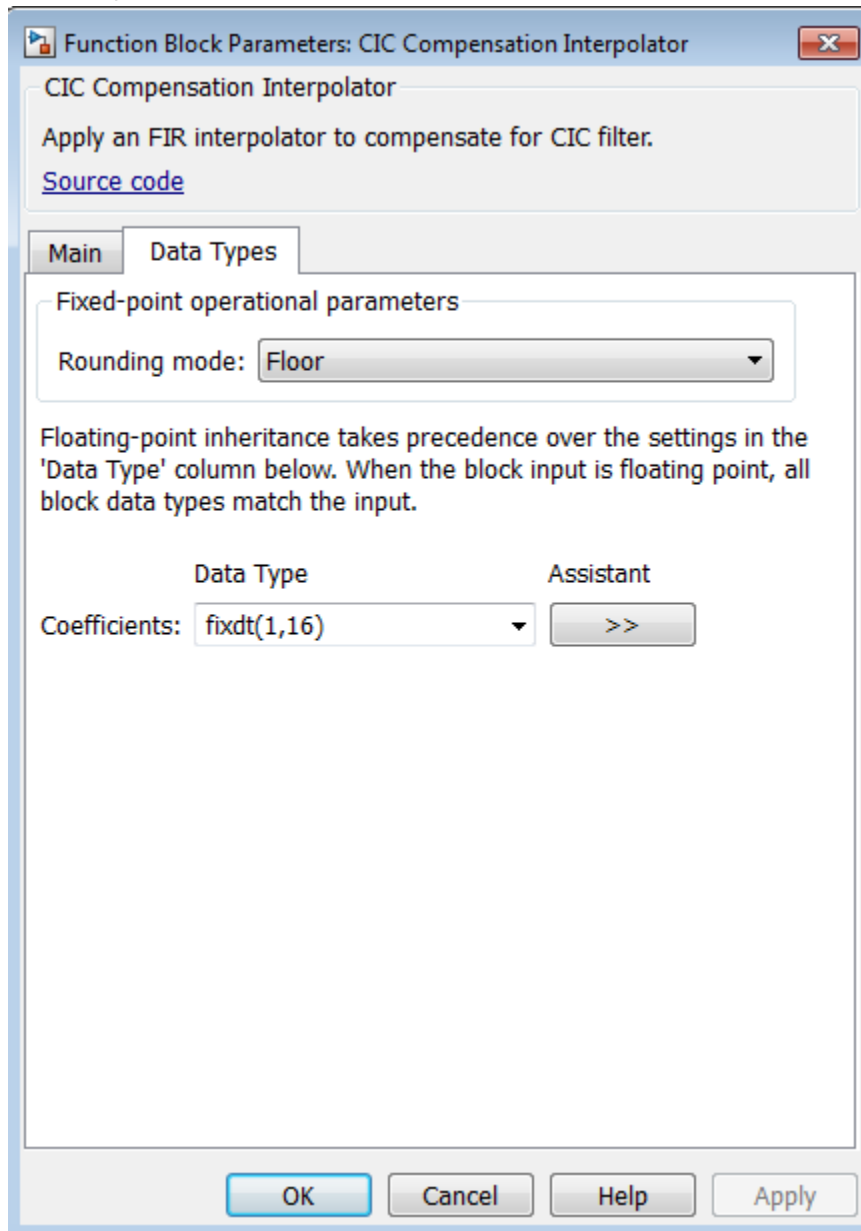 Function Block Parameters: CIC Compensation Interpolator
CIC Compensation Interpolator
Apply an FIR interpolator to compensate for CIC filter.
Source code
Main Data Types
Fixed-point operational parameters
Rounding mode: Floor
Floating-point inheritance takes precedence over the settings in the
'Data Type' column below. When the block input is floating point, all
block data types match the input.
Data Type Assistant
Coefficients: fixdt(1,16) >>
OK Cancel Help Apply